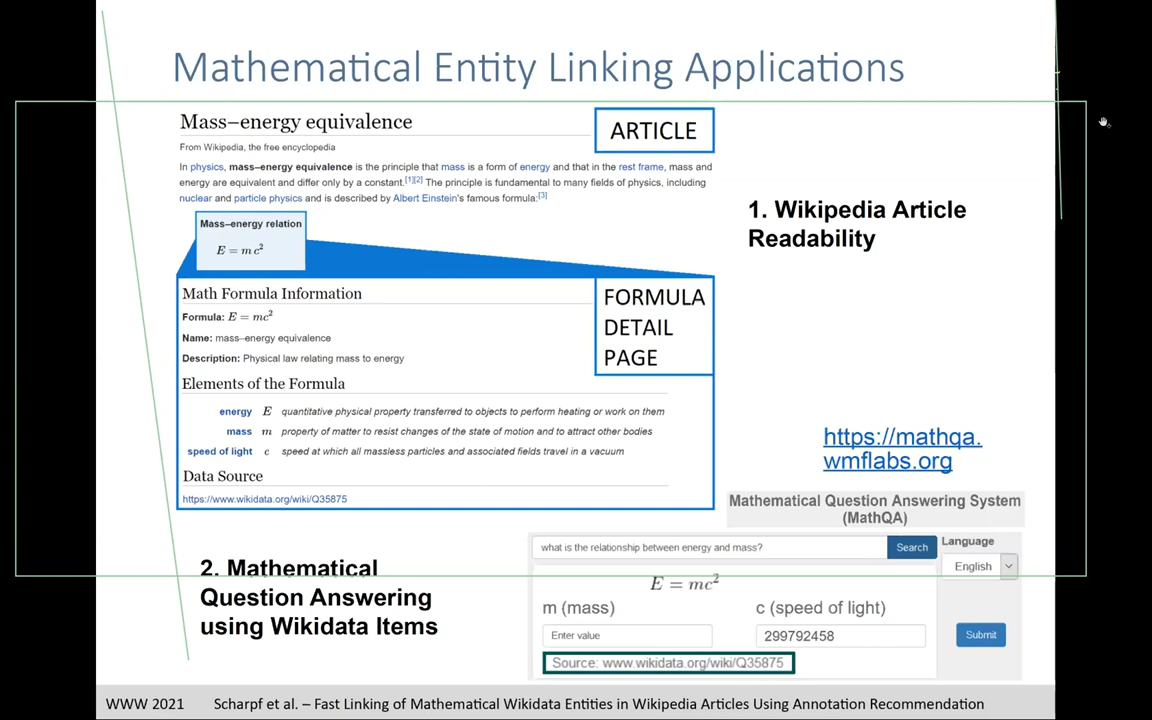 Mathematical Entity Linking Applications
Mass–energy equivalence
ARTICLE
From Wikipedia, the free encyclopedia
In physics, mass–energy equivalence is the principle that mass is a form of energy and that in the rest frame, mass and
energy are equivalent and differ only by a constant.[1][2] The principle is fundamental to many fields of physics, including
nuclear and particle physics and is described by Albert Einstein's famous formula:[3]
Mass–energy relation
E = m c²
1. Wikipedia Article
Readability
Math Formula Information
FORMULA
DETAIL
PAGE
Formula: E = mc²
Name: mass–energy equivalence
Description: Physical law relating mass to energy
Elements of the Formula
energy E quantitative physical property transferred to objects to perform heating or work on them
mass m property of matter to resist changes of the state of motion and to attract other bodies
speed of light c speed at which all massless particles and associated fields travel in a vacuum
Data Source
https://www.wikidata.org/wiki/Q35875
https://mathqa.
wmflabs.org
Mathematical Question Answering System
(MathQA)
2. Mathematical
Question Answering
using Wikidata Items
what is the relationship between energy and mass?
Search
Language
English
E = mc²
m (mass)
c (speed of light)
Enter value
299792458
Submit
Source: www.wikidata.org/wiki/Q35875
WWW 2021
Scharpf et al. – Fast Linking of Mathematical Wikidata Entities in Wikipedia Articles Using Annotation Recommendation